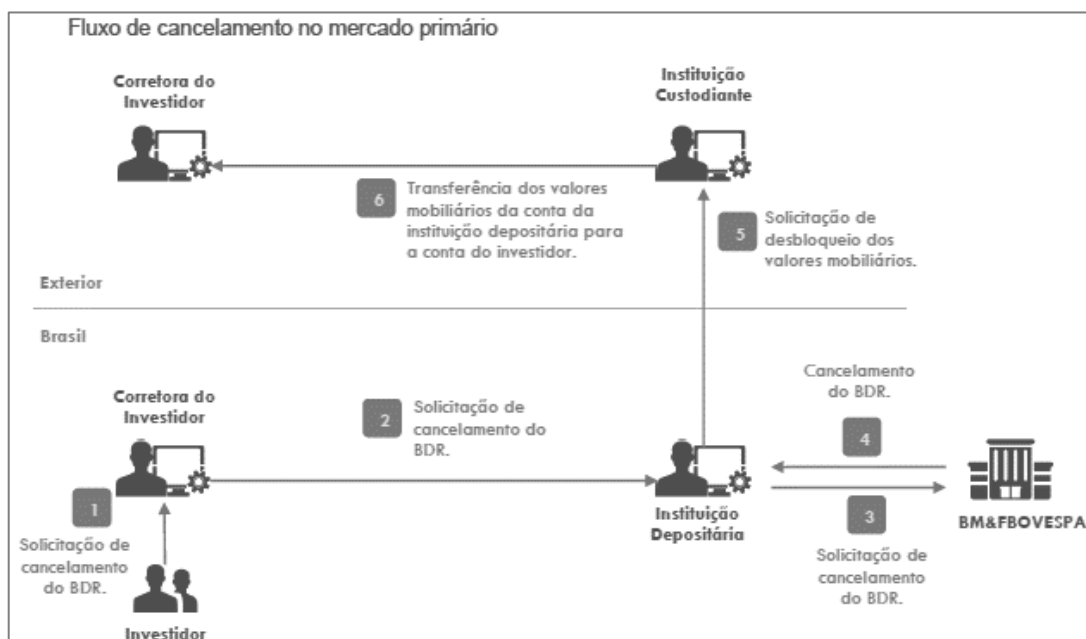 Fluxo de cancelamento no mercado primário
Corretora do
Investidor
Instituição
Custodiante
6
Transferência dos valores
mobiliários da conta da
instituição depositária para
a conta do investidor.
5
Solicitação de
desbloqueio dos
valores mobiliários.
Exterior
Brasil
Corretora do
Investidor
2
Solicitação de
cancelamento do
BDR.
Cancelamento
do BDR.
4
1
Solicitação de
cancelamento
do BDR.
Investidor
Instituição
Depositária
3
Solicitação de
cancelamento
do BDR.
BM&FBOVESPA